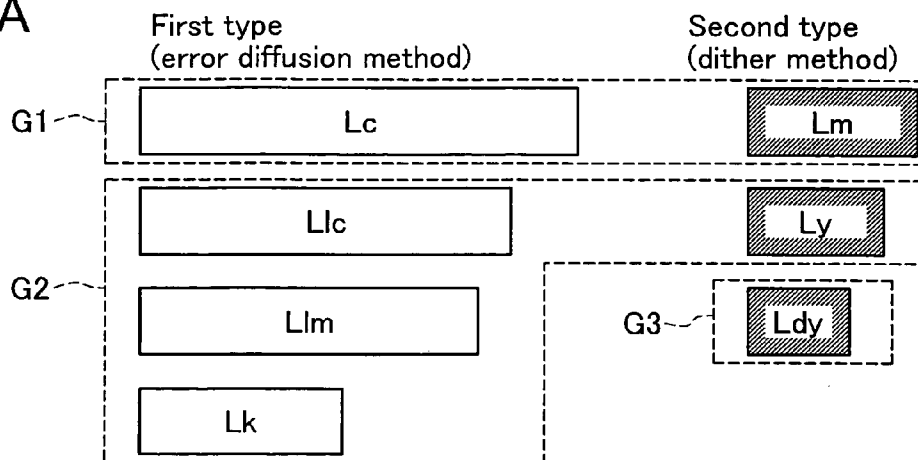 A
First type
(error diffusion method)
Second type
(dither method)
G1
Lc
Lm
Llc
Ly
G2
Llm
G3
Ldy
Lk